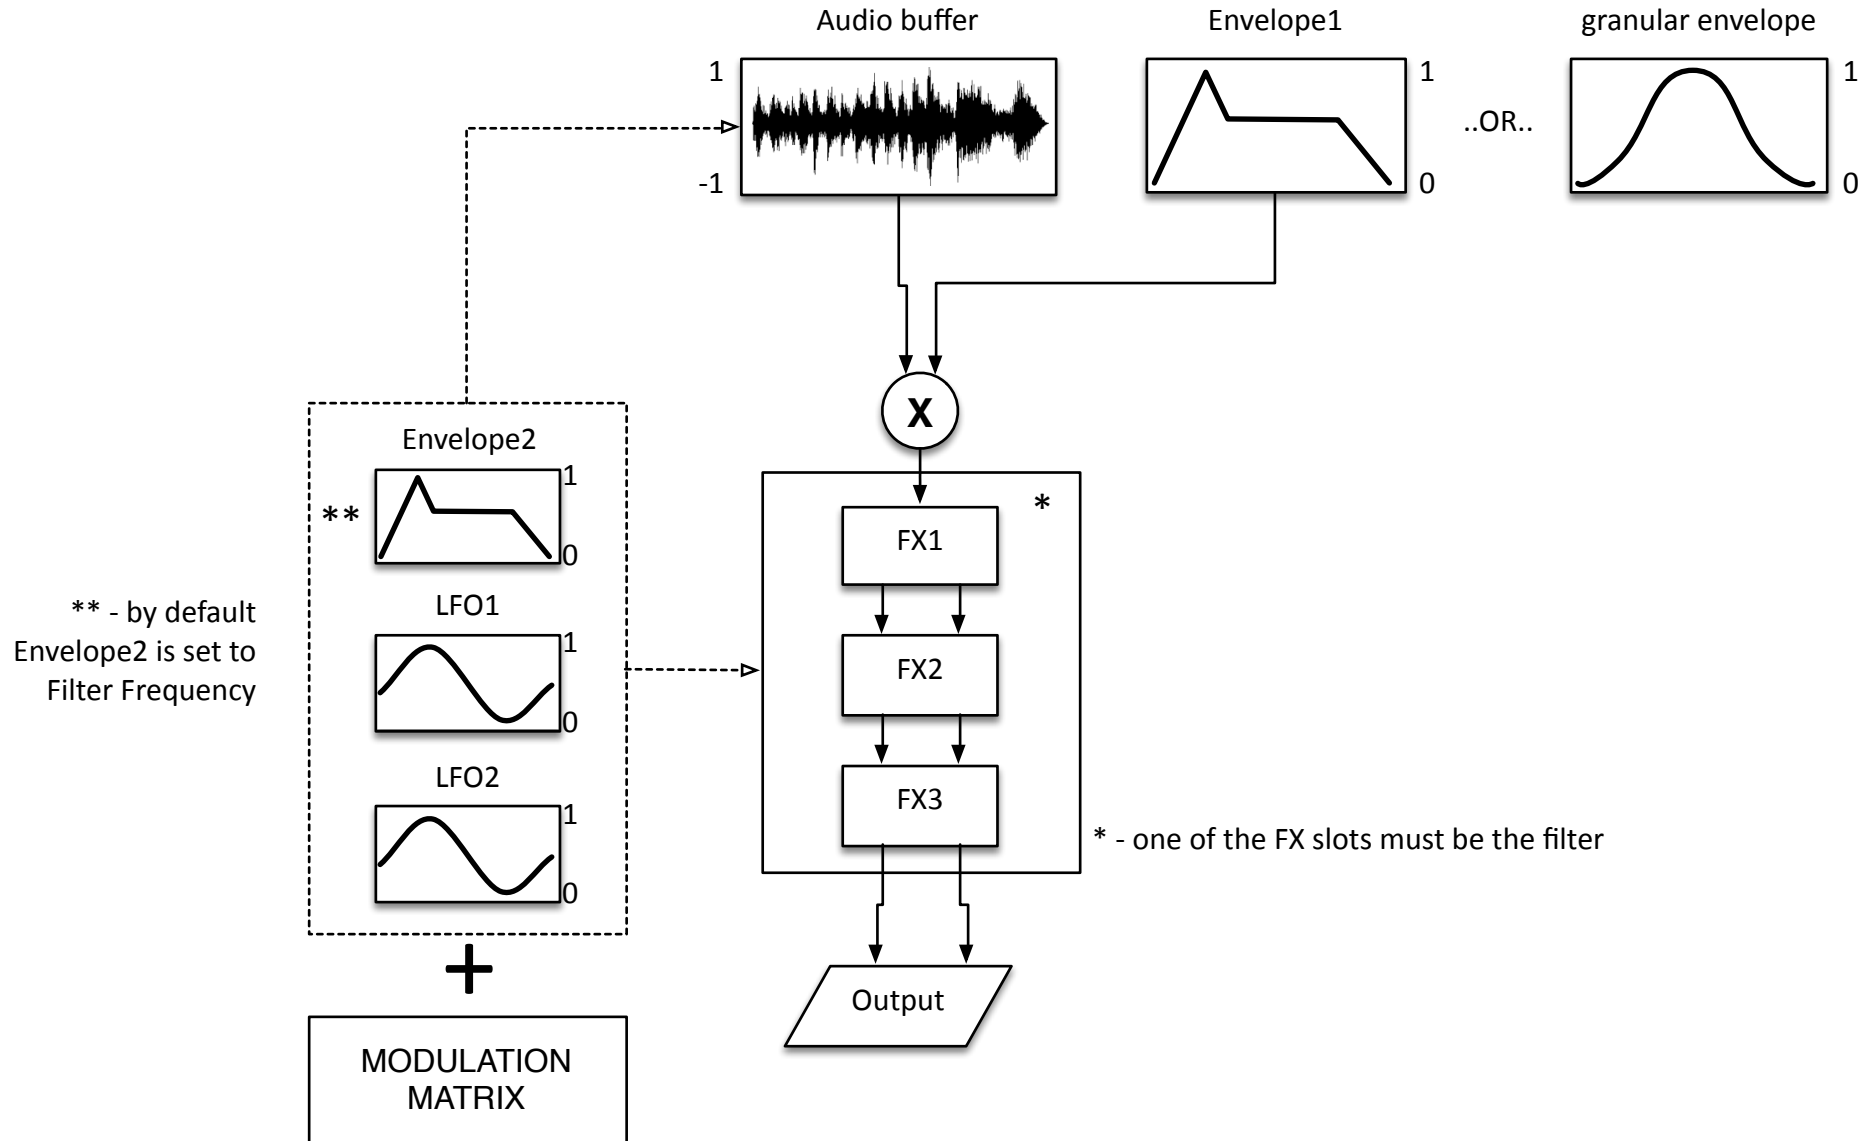 Audio buffer
Envelope1
granular envelope
1
-1
1
0
..OR..
1
0
X
Envelope2
1
**
0
** - by default
Envelope2 is set to
Filter Frequency
LFO1
1
0
LFO2
1
0
*
FX1
FX2
FX3
* - one of the FX slots must be the filter
+
Output
MODULATION
MATRIX